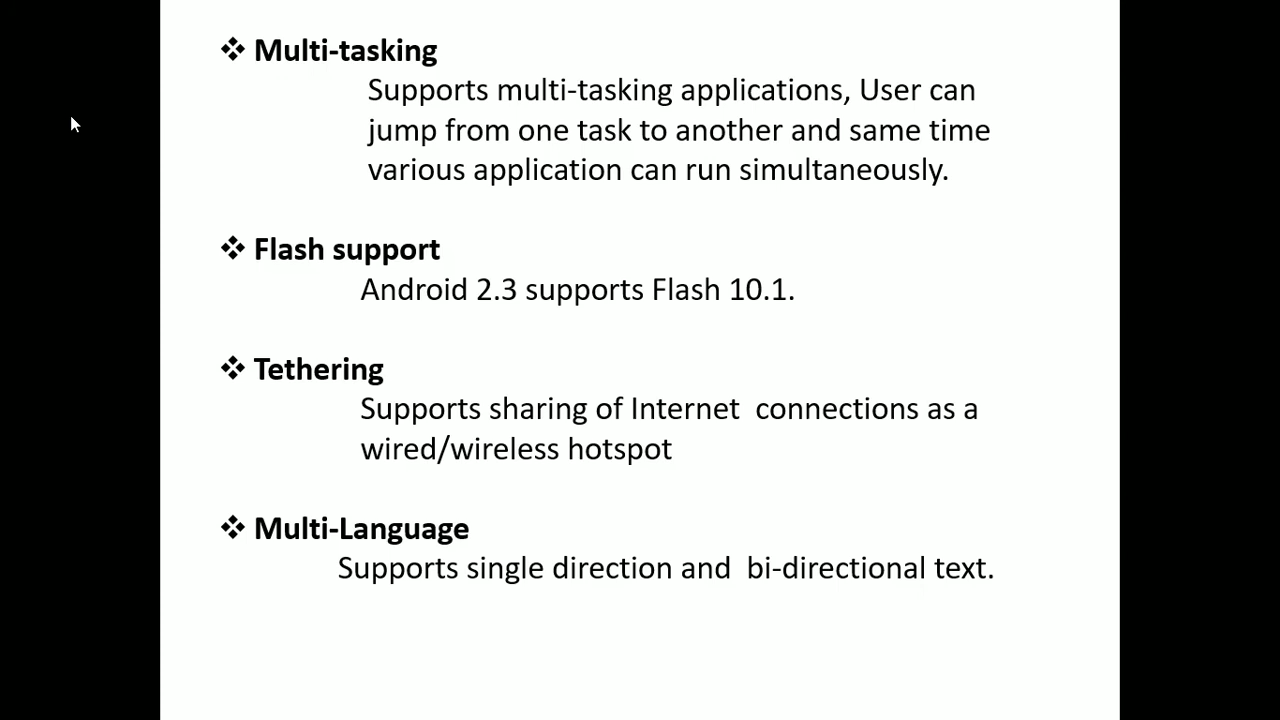 ❖ Multi-tasking
Supports multi-tasking applications, User can
jump from one task to another and same time
various application can run simultaneously.
❖ Flash support
Android 2.3 supports Flash 10.1.
❖ Tethering
Supports sharing of Internet  connections as a
wired/wireless hotspot
❖ Multi-Language
Supports single direction and  bi-directional text.